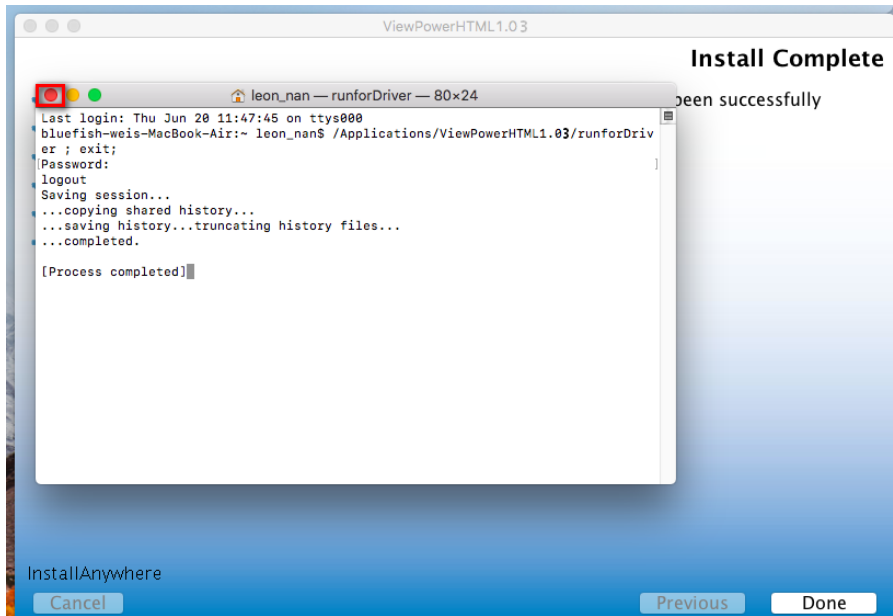 ViewPowerHTML1.03
Install Complete
been successfully
leon_nan — runforDriver — 80×24
Last login: Thu Jun 20 11:47:45 on ttys000
bluefish-weis-MacBook-Air:~ leon_nan$ /Applications/ViewPowerHTML1.03/runforDriv
er ; exit;
[Password: ]
logout
Saving session...
...copying shared history...
...saving history...truncating history files...
...completed.
[Process completed]
InstallAnywhere
Cancel
Previous
Done